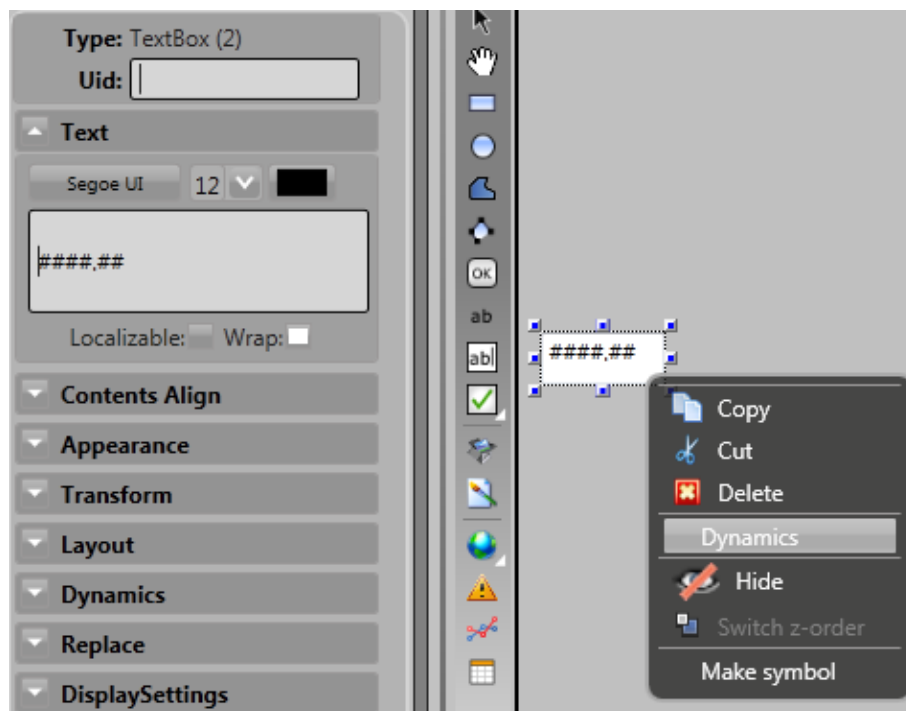 Type: TextBox (2)
Uid:
Text
Segoe UI 12
####.##
Localizable: Wrap:
Contents Align
Appearance
Transform
Layout
Dynamics
Replace
DisplaySettings
OK
ab
ab|
####.##
Copy
Cut
Delete
Dynamics
Hide
Switch z-order
Make symbol